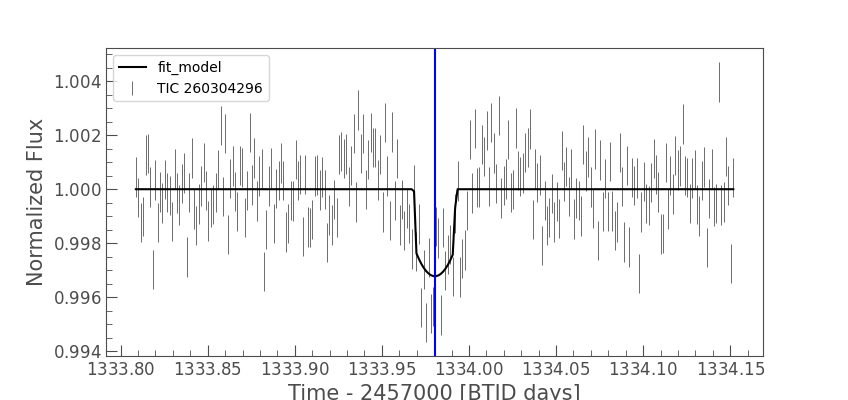 fit_model
TIC 260304296
1.004
1.002
1.000
0.998
0.996
0.994
Normalized Flux
1333.80 1333.85 1333.90 1333.95 1334.00 1334.05 1334.10 1334.15
Time - 2457000 [BTJD days]